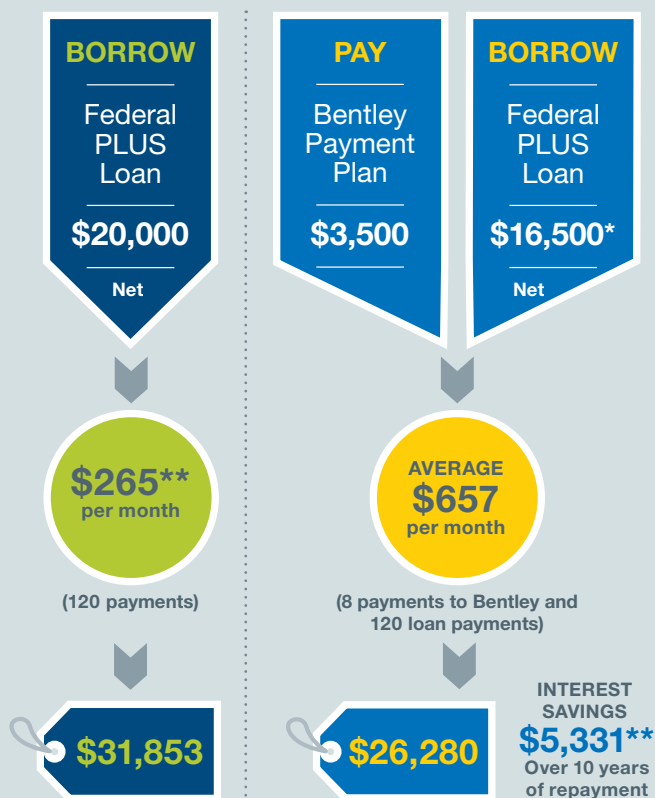 BORROW
Federal
PLUS
Loan
$20,000
Net
$265**
per month
(120 payments)
$31,853
PAY
Bentley
Payment
Plan
$3,500
BORROW
Federal
PLUS
Loan
$16,500*
Net
AVERAGE
$657
per month
(8 payments to Bentley and
120 loan payments)
$26,280
INTEREST
SAVINGS
$5,331**
Over 10 years
of repayment